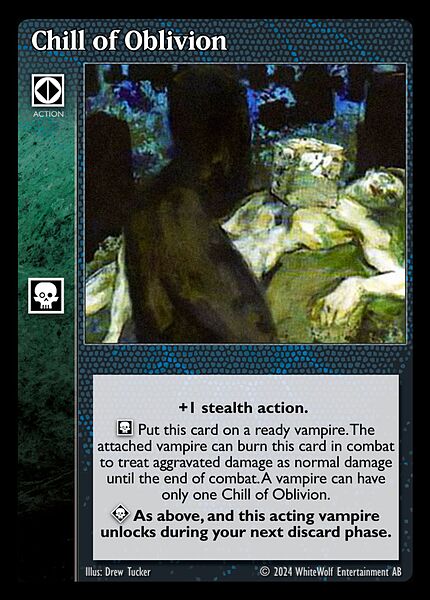 Chill of Oblivion
ACTION
+1 stealth action.
Put this card on a ready vampire. The
attached vampire can burn this card in combat
to treat aggravated damage as normal damage
until the end of combat. A vampire can have
only one Chill of Oblivion.
As above, and this acting vampire
unlocks during your next discard phase.
Illus: Drew Tucker © 2024 WhiteWolf Entertainment AB